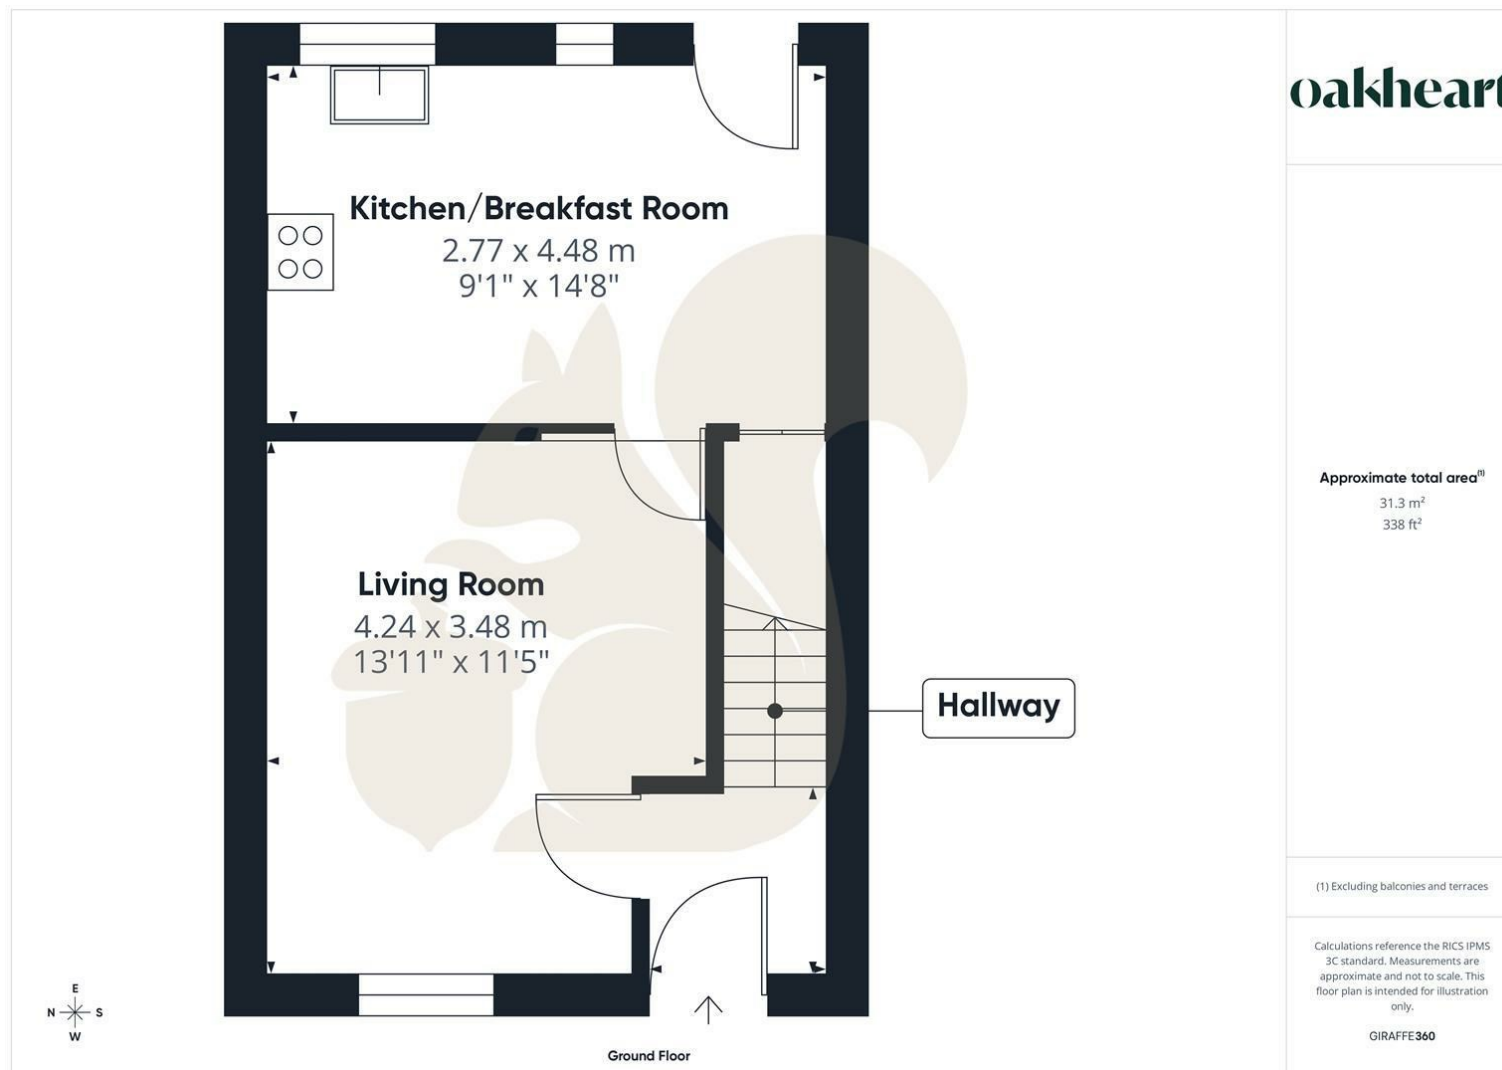 oakheart
Kitchen/Breakfast Room
2.77 x 4.48 m
9'1" x 14'8"
Living Room
4.24 x 3.48 m
13'11" x 11'5"
Hallway
Approximate total area(1)
31.3 m²
338 ft²
(1) Excluding balconies and terraces
Calculations reference the RICS IPMS
3C standard. Measurements are
approximate and not to scale. This
floor plan is intended for illustration
only.
GIRAFFE360
E
N S
W
Ground Floor